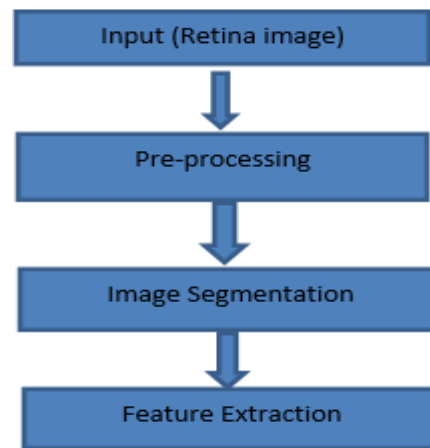 Input (Retina image)
Pre-processing
Image Segmentation
Feature Extraction